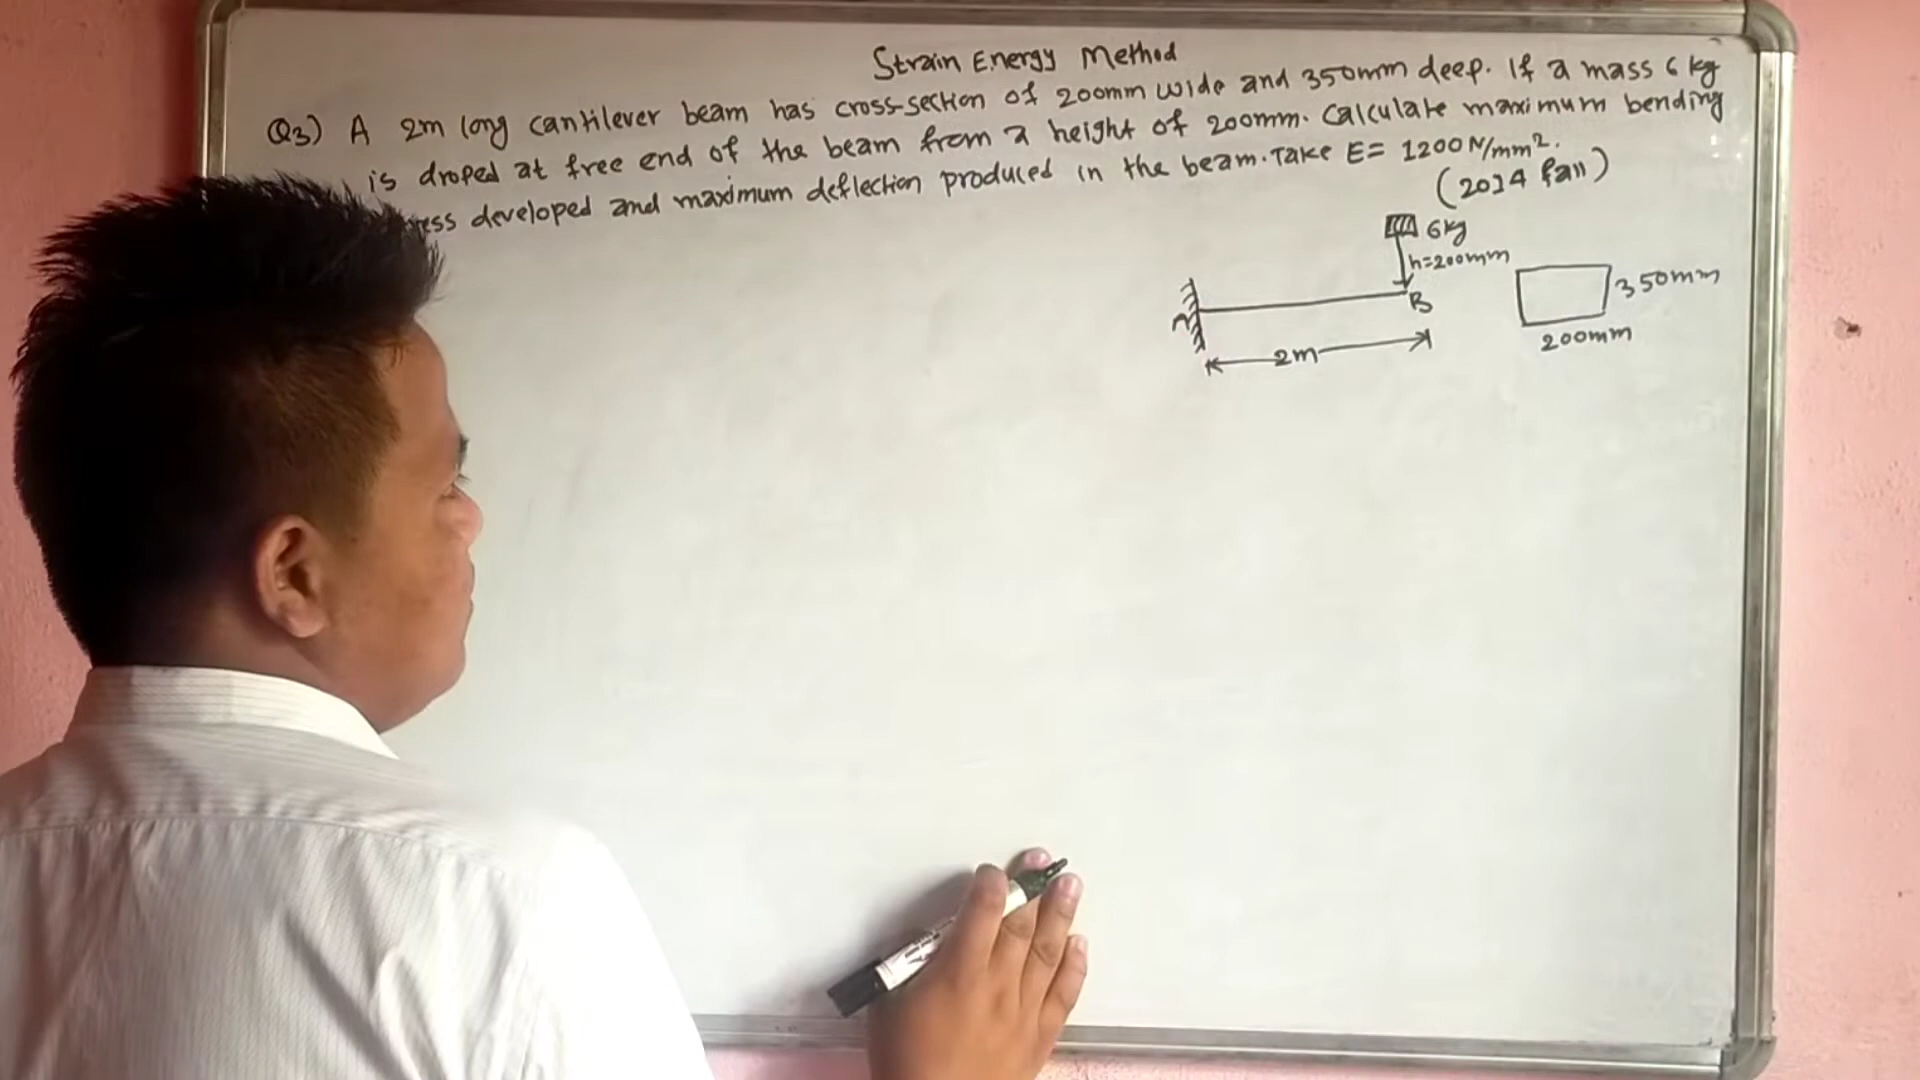 Strain Energy Method
Q3) A 2m long cantilever beam has cross-section of 200mm wide and 350mm deep. If a mass 6 kg
is droped at free end of the beam from a height of 200mm. Calculate maximum bending
developed and maximum deflection produced in the beam. Take E= 1200 N/mm².
(2014 fall)
6kg
h=200mm
B
350mm
2m
200mm